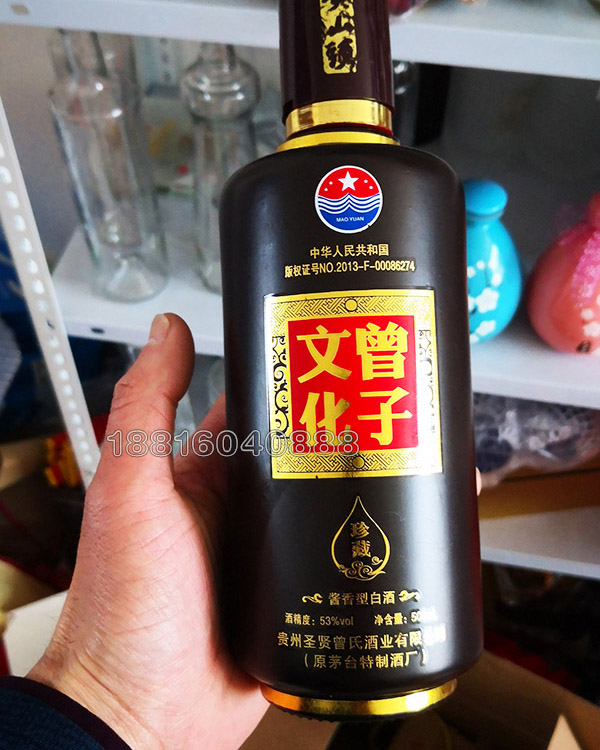 MAO YUAN
中华人民共和国
版权证号NO.2013-F-00086274
曾子
文化
18816040888
珍藏
酱香型白酒
酒精度：53%vol 净含量：50
贵州圣贤曾氏酒业有限
（原茅台特制酒厂）